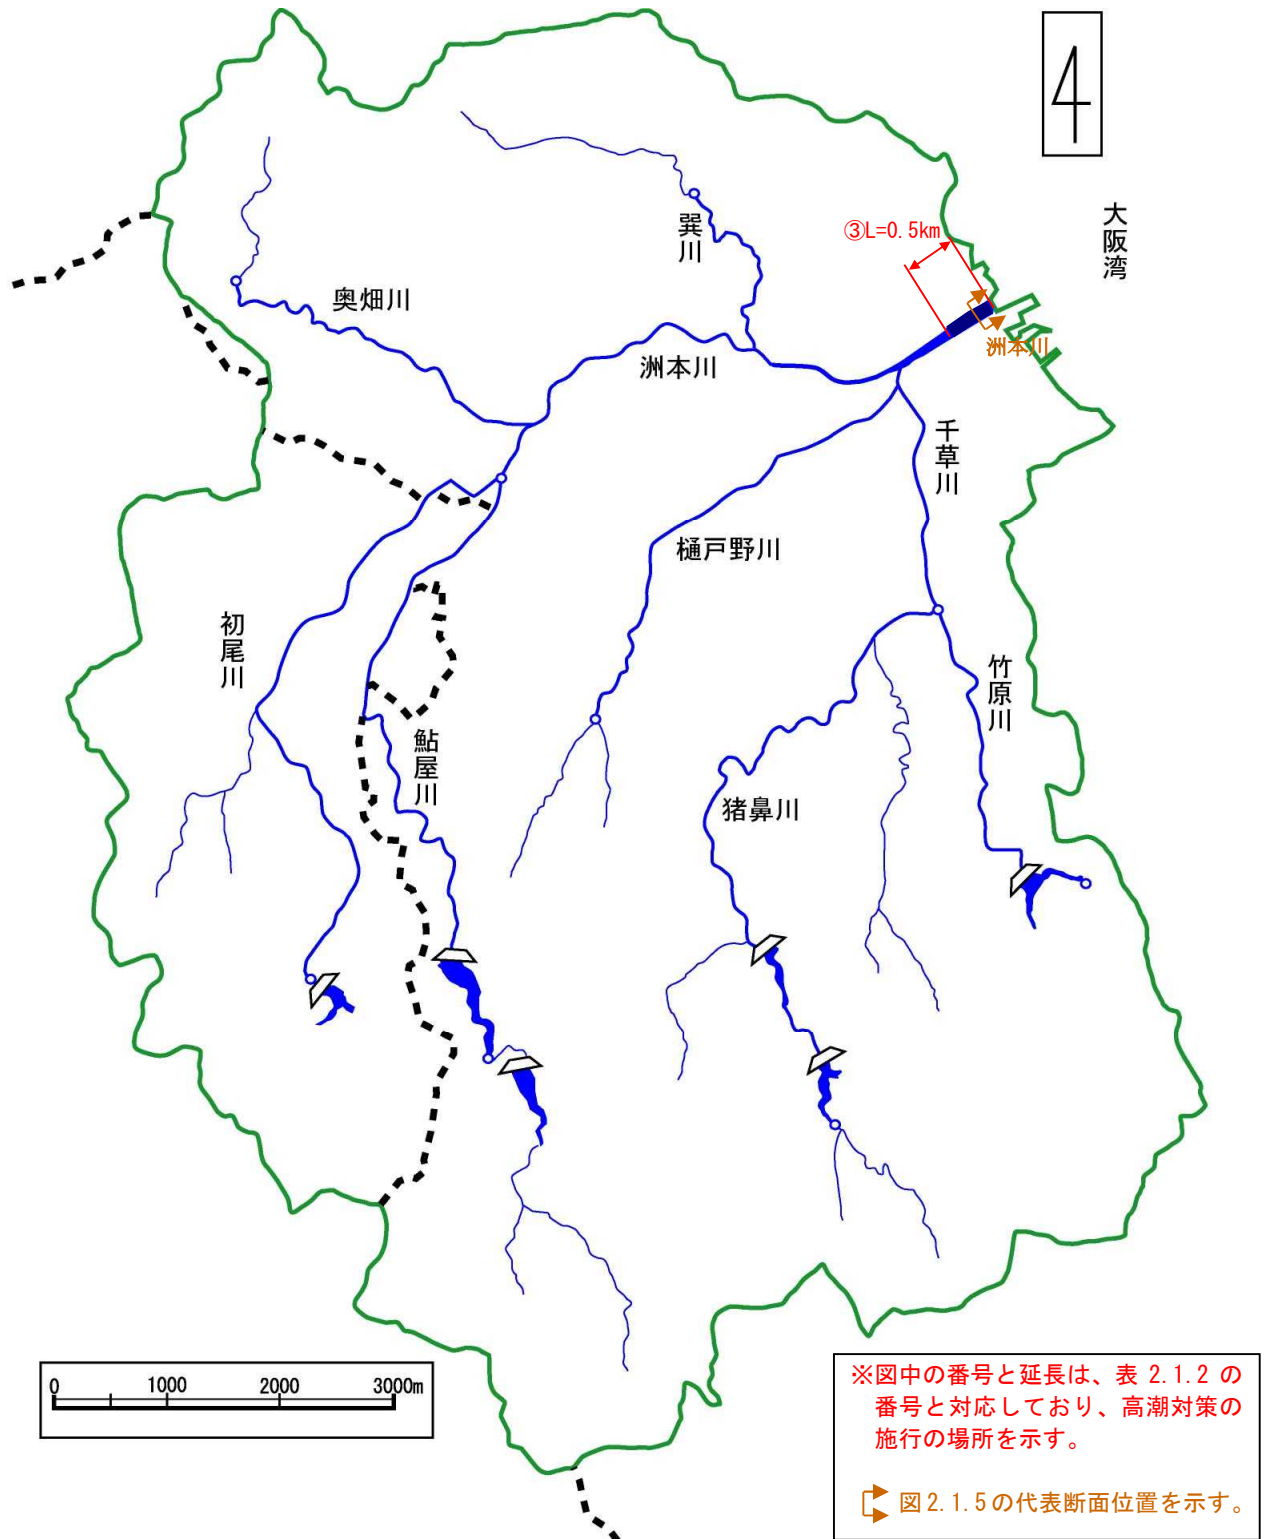 大阪湾
③L=0.5km
巽川
奥畑川
洲本川
洲本川
千草川
樋戸野川
初尾川
竹原川
鮎屋川
猪鼻川
0 1000 2000 3000m
※図中の番号と延長は、表 2.1.2 の
番号と対応しており、高潮対策の
施行の場所を示す。
図2.1.5の代表断面位置を示す。